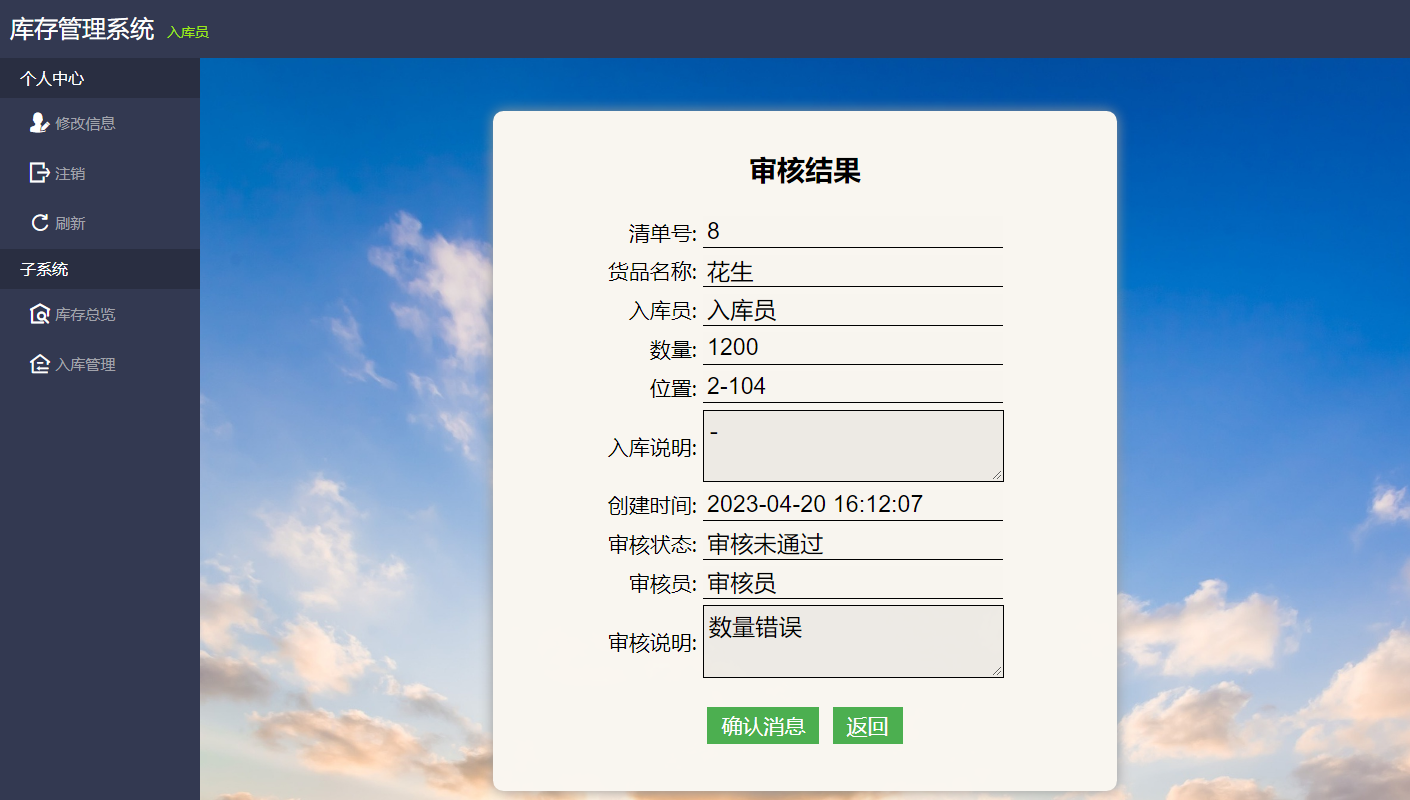 库存管理系统 入库员
个人中心
修改信息
注销
刷新
子系统
库存总览
入库管理
审核结果
清单号: 8
货品名称: 花生
入库员: 入库员
数量: 1200
位置: 2-104
入库说明: -
创建时间: 2023-04-20 16:12:07
审核状态: 审核未通过
审核员: 审核员
审核说明: 数量错误
确认消息 返回